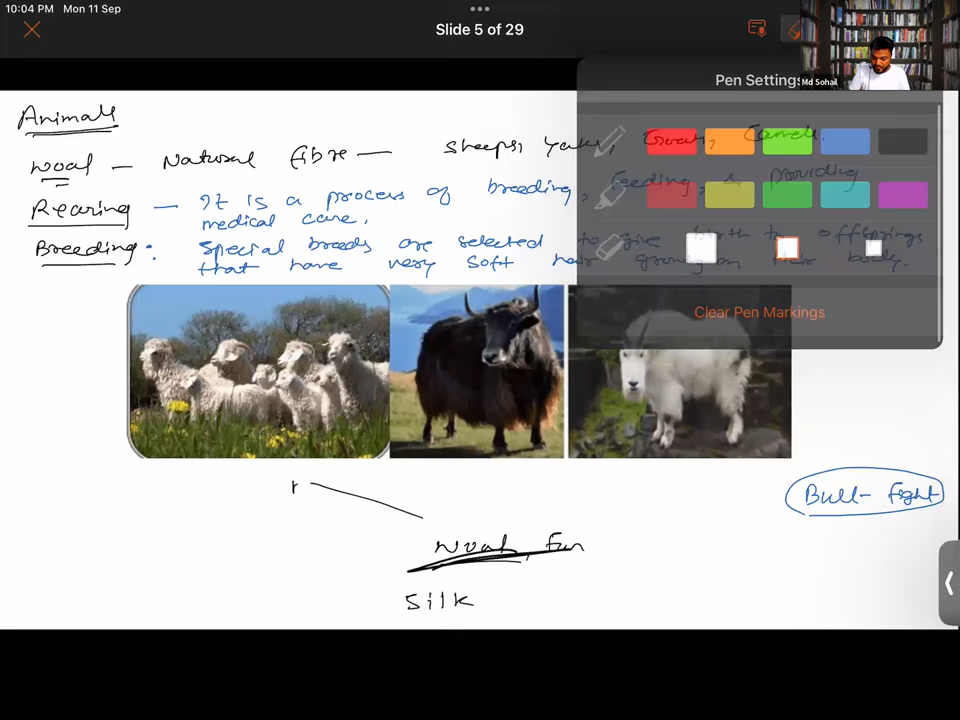 10:04 PM Mon 11 Sep
Slide 5 of 29
Pen Settings
Md Sohail
Animals
Wool — Natural fibre — Sheeps, Yaks, Goats, Camels.
Rearing — It is a process of breeding, feeding, & providing
medical care.
Breeding : Special breeds are selected to give birth to offsprings
that have very soft hair growing on their body.
Clear Pen Markings
Bull-fight
Wool, Fur
Silk